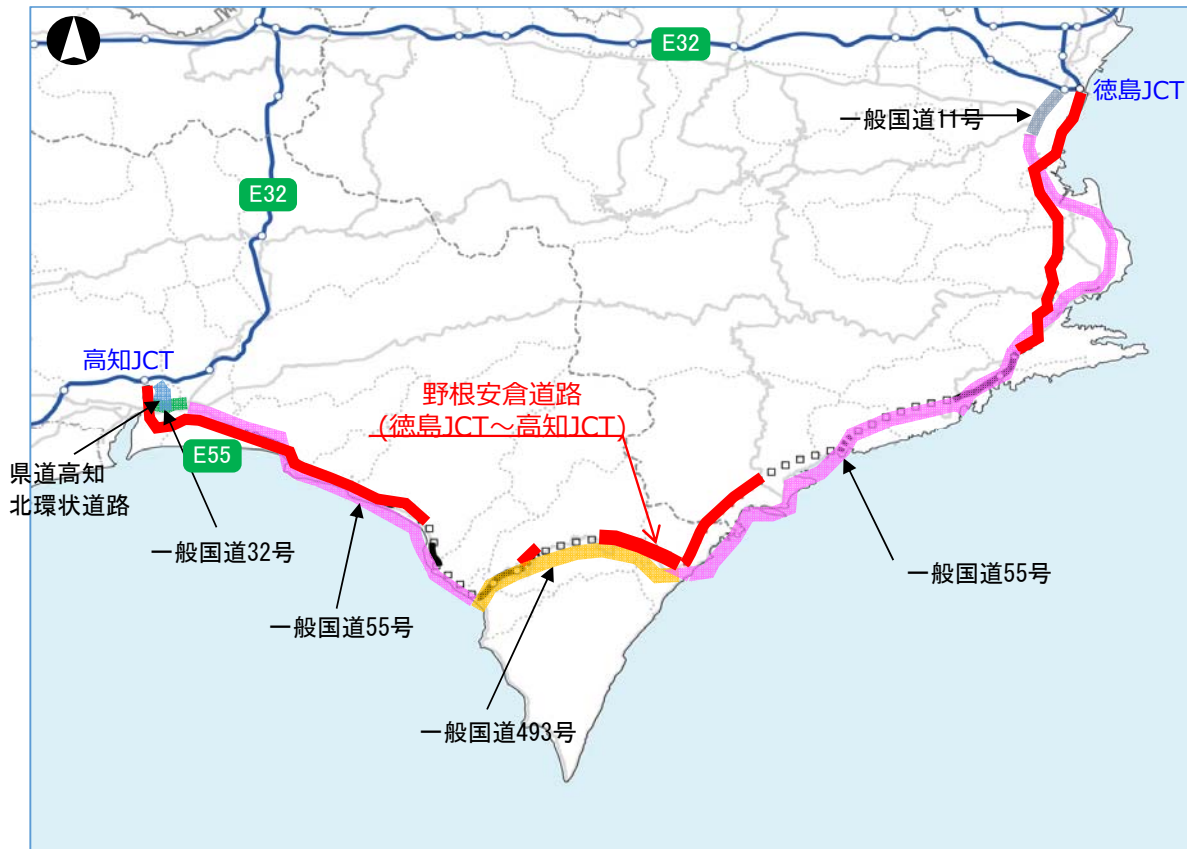 E32
徳島JCT
一般国道11号
E32
高知JCT
野根安倉道路
(徳島JCT～高知JCT)
E55
県道高知
北環状道路
一般国道32号
一般国道55号
一般国道55号
一般国道493号